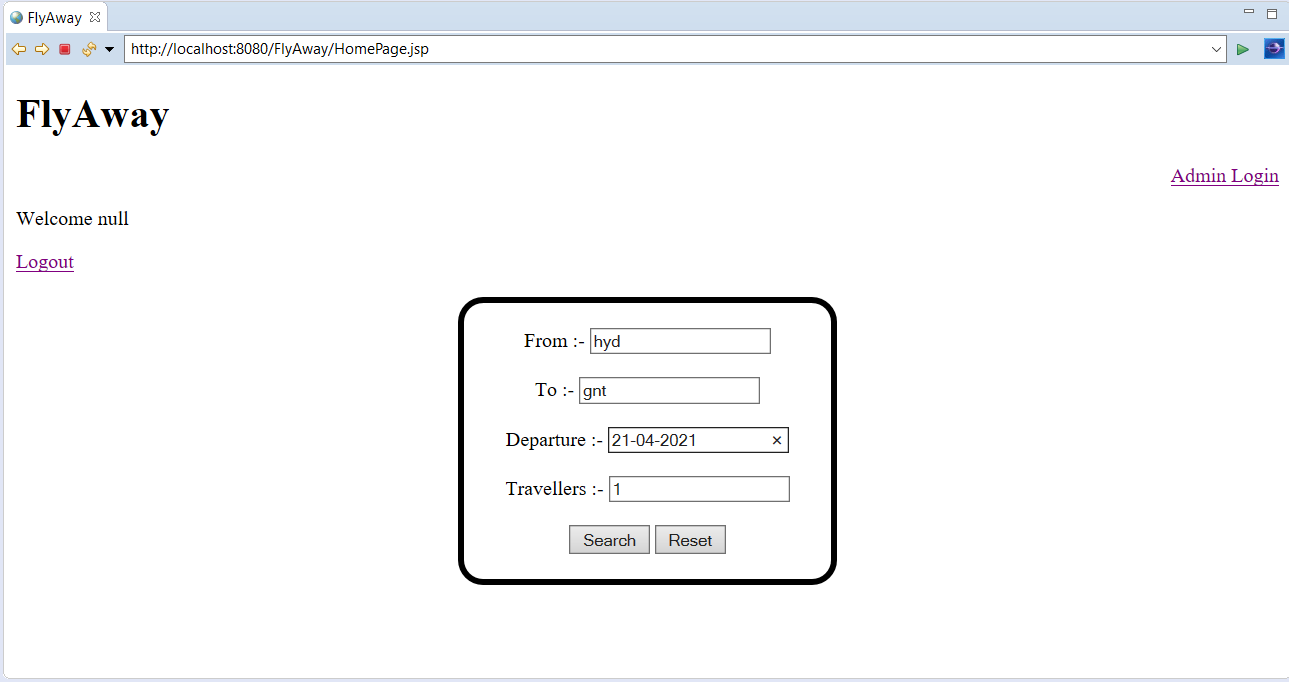 FlyAway
http://localhost:8080/FlyAway/HomePage.jsp
FlyAway
Admin Login
Welcome null
Logout
From :- hyd
To :- gnt
Departure :- 21-04-2021
Travellers :- 1
Search Reset